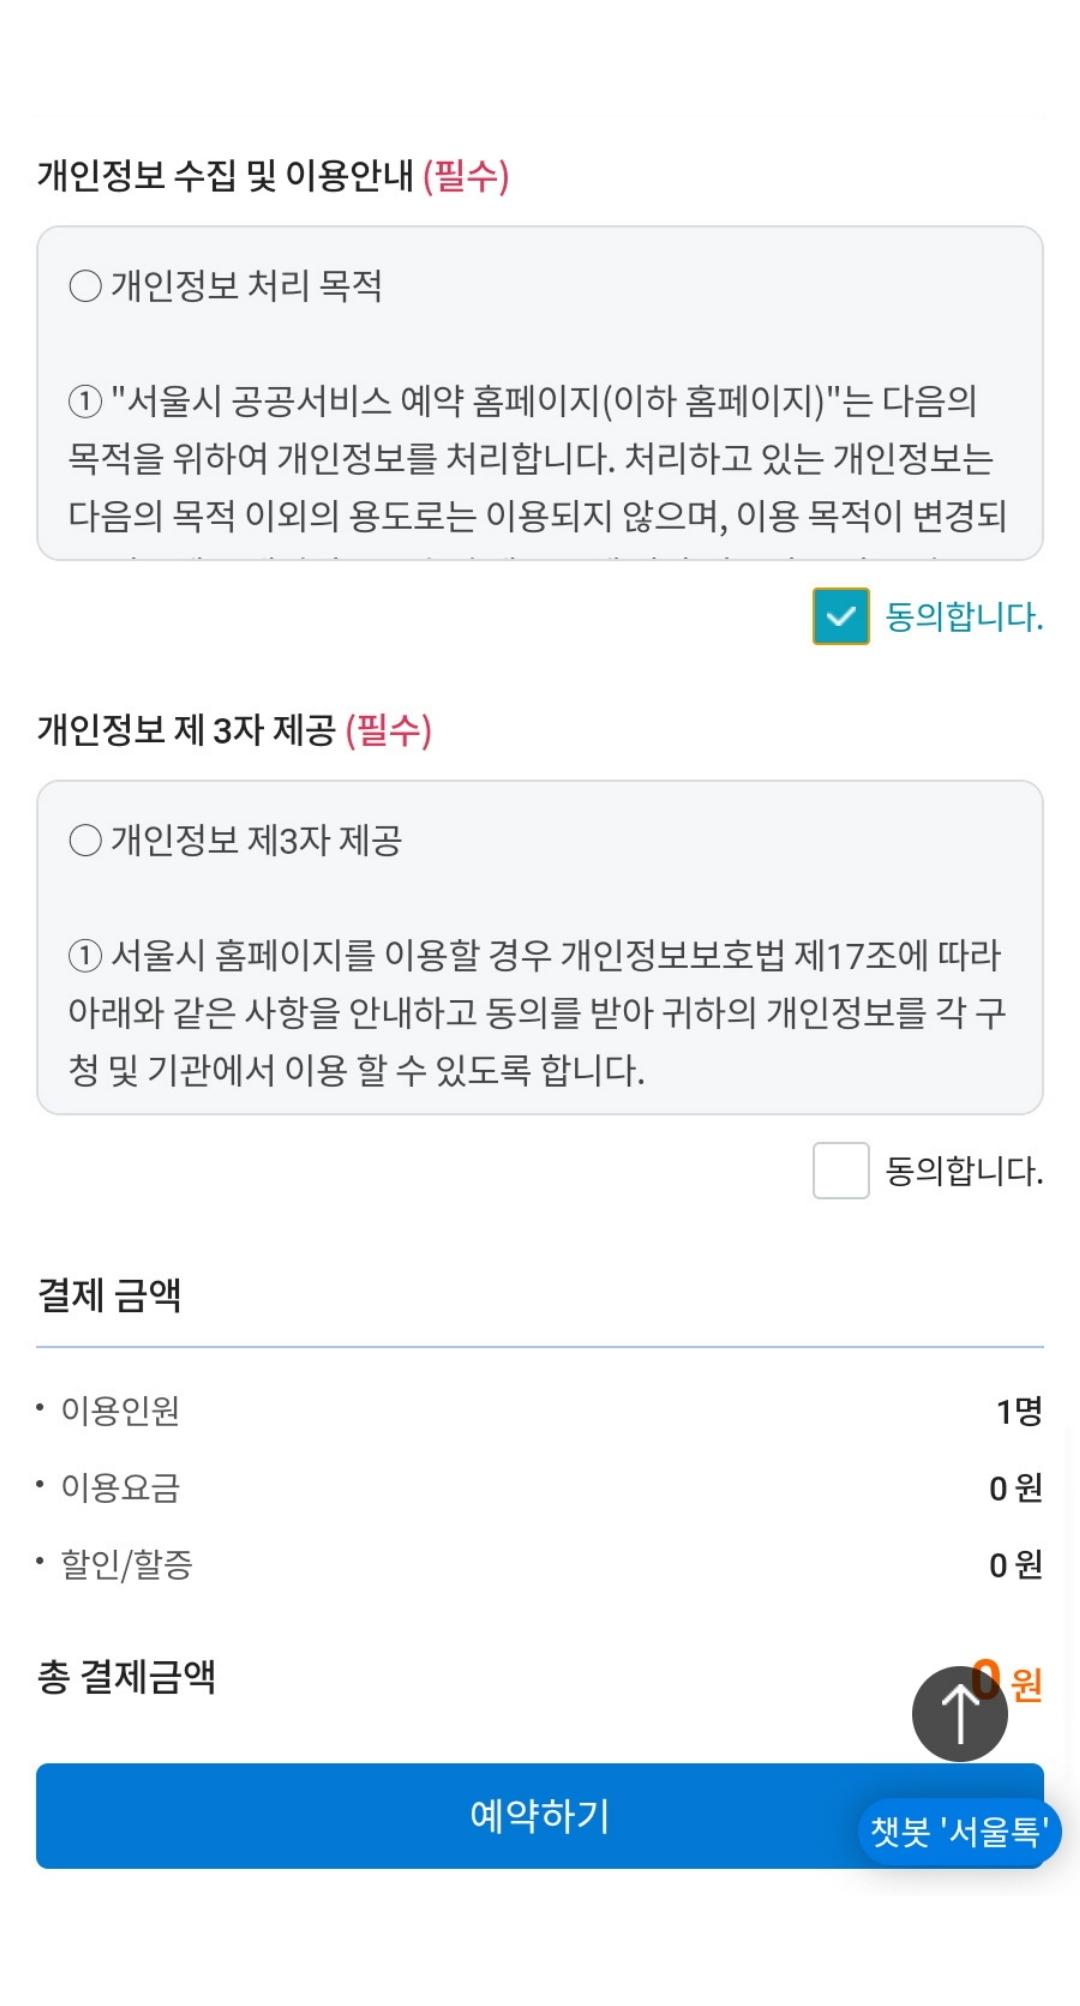 개인정보 수집 및 이용안내 (필수)
○ 개인정보 처리 목적
① "서울시 공공서비스 예약 홈페이지(이하 홈페이지)"는 다음의
목적을 위하여 개인정보를 처리합니다. 처리하고 있는 개인정보는
다음의 목적 이외의 용도로는 이용되지 않으며, 이용 목적이 변경되
동의합니다.
개인정보 제 3자 제공 (필수)
○ 개인정보 제3자 제공
① 서울시 홈페이지를 이용할 경우 개인정보보호법 제17조에 따라
아래와 같은 사항을 안내하고 동의를 받아 귀하의 개인정보를 각 구
청 및 기관에서 이용 할 수 있도록 합니다.
동의합니다.
결제 금액
• 이용인원 1명
• 이용요금 0 원
• 할인/할증 0 원
총 결제금액 0 원
예약하기
챗봇 '서울톡'